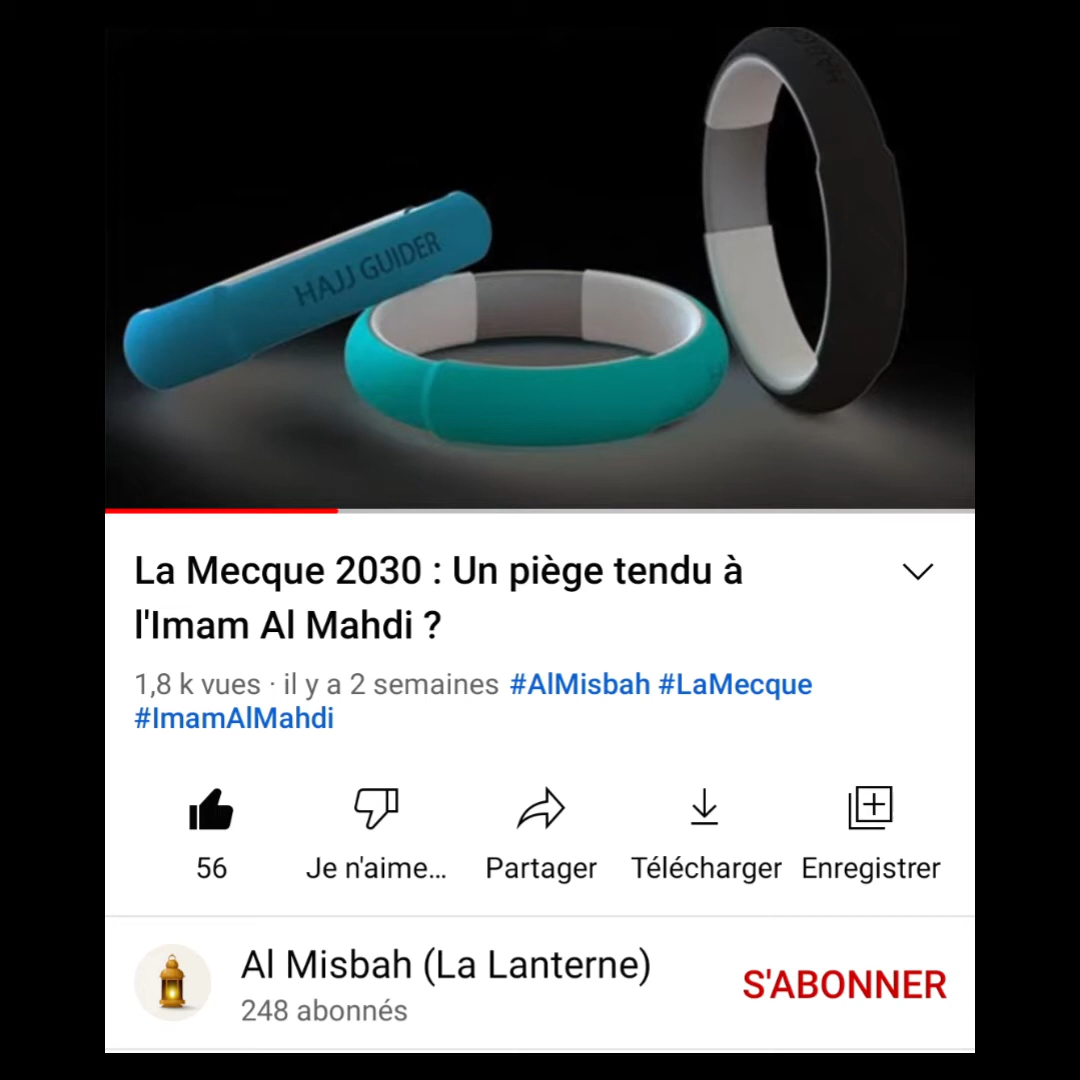 HAJJ GUIDER
La Mecque 2030 : Un piège tendu à
l'Imam Al Mahdi ?
1,8 k vues · il y a 2 semaines #AlMisbah #LaMecque
#ImamAlMahdi
56 Je n'aime... Partager Télécharger Enregistrer
Al Misbah (La Lanterne)
248 abonnés
S'ABONNER